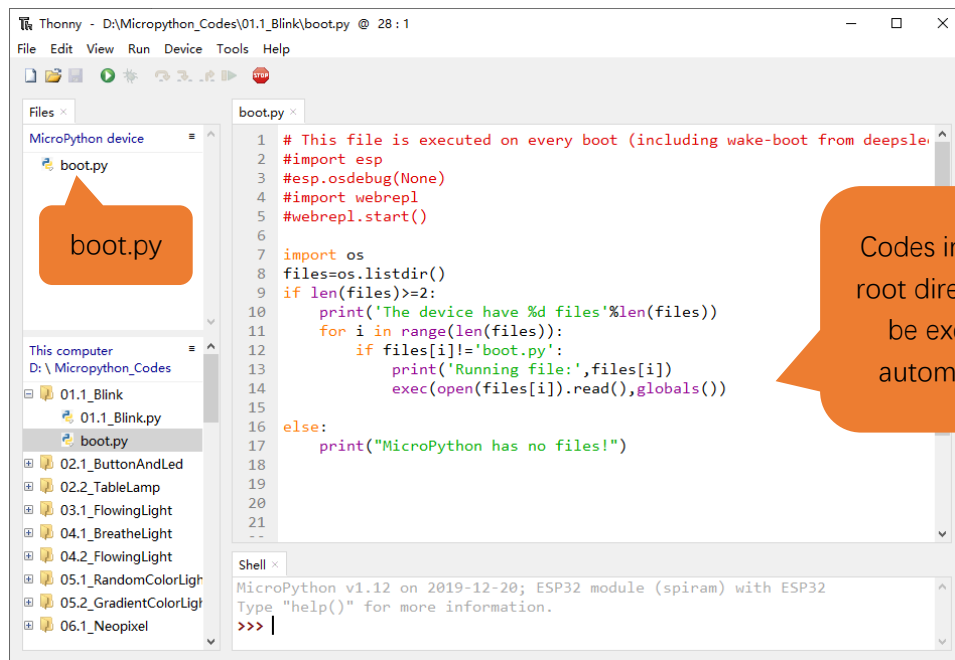 Thonny - D:\Micropython_Codes\01.1_Blink\boot.py @ 28:1
File Edit View Run Device Tools Help
STOP
Files
MicroPython device
boot.py
boot.py
This computer
D: \ Micropython_Codes
01.1_Blink
01.1_Blink.py
boot.py
02.1_ButtonAndLed
02.2_TableLamp
03.1_FlowingLight
04.1_BreatheLight
04.2_FlowingLight
05.1_RandomColorLigh
05.2_GradientColorLigh
06.1_Neopixel
boot.py
1 # This file is executed on every boot (including wake-boot from deepslee
2 #import esp
3 #esp.osdebug(None)
4 #import webrepl
5 #webrepl.start()
6
7 import os
8 files=os.listdir()
9 if len(files)>=2:
10     print('The device have %d files'%len(files))
11     for i in range(len(files)):
12         if files[i]!='boot.py':
13             print('Running file:',files[i])
14             exec(open(files[i]).read(),globals())
15
16 else:
17     print("MicroPython has no files!")
18
19
20
21
Codes i
root dire
be exe
autom
Shell
MicroPython v1.12 on 2019-12-20; ESP32 module (spiram) with ESP32
Type "help()" for more information.
>>>